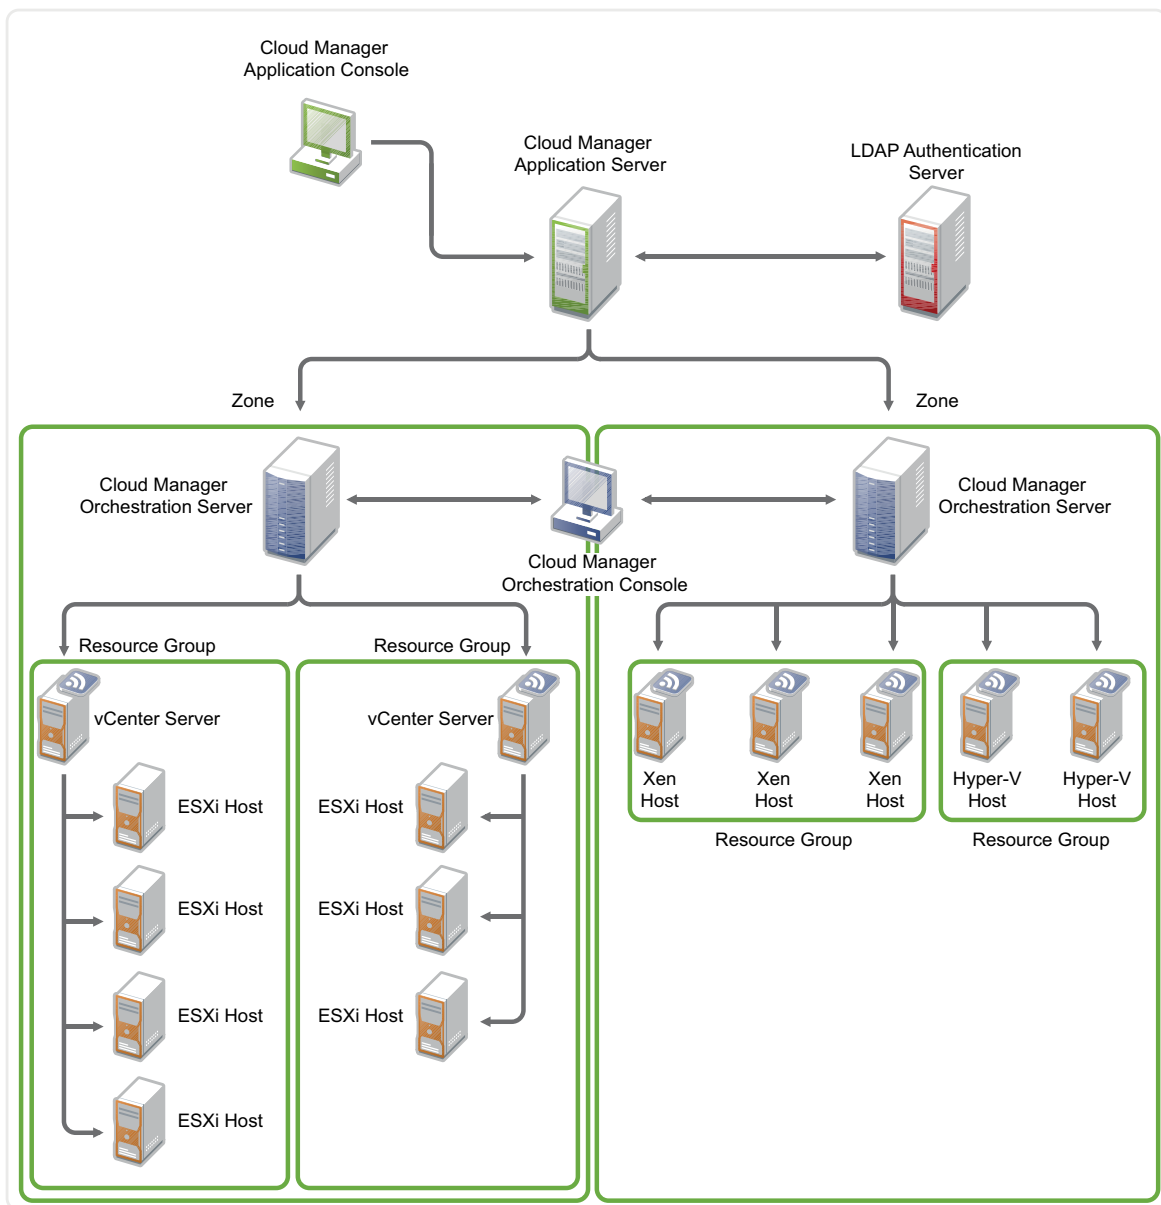 Cloud Manager
Application Console
Cloud Manager
Application Server
LDAP Authentication
Server
Zone
Zone
Cloud Manager
Orchestration Server
Cloud Manager
Orchestration Console
Cloud Manager
Orchestration Server
Resource Group
vCenter Server
ESXi Host
ESXi Host
ESXi Host
ESXi Host
Resource Group
vCenter Server
ESXi Host
ESXi Host
ESXi Host
Xen
Host
Xen
Host
Xen
Host
Resource Group
Hyper-V
Host
Hyper-V
Host
Resource Group